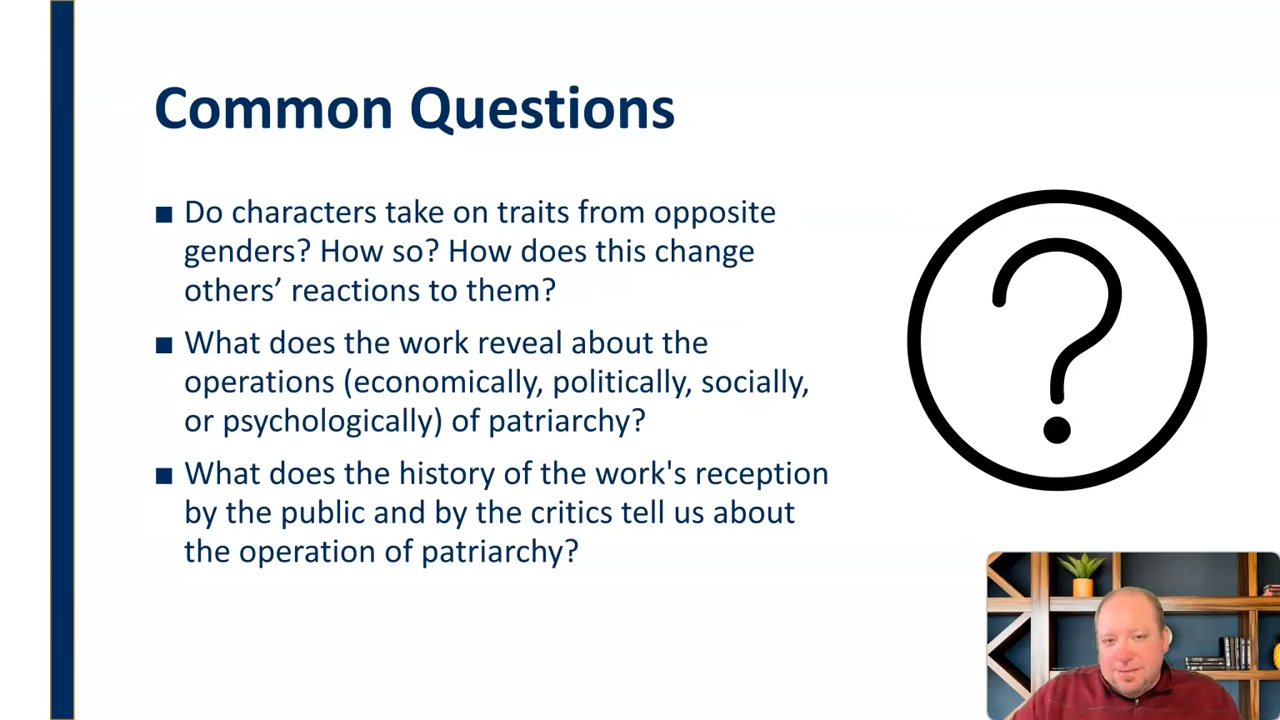 Common Questions
■ Do characters take on traits from opposite
genders? How so? How does this change
others’ reactions to them?
■ What does the work reveal about the
operations (economically, politically, socially,
or psychologically) of patriarchy?
■ What does the history of the work's reception
by the public and by the critics tell us about
the operation of patriarchy?
?